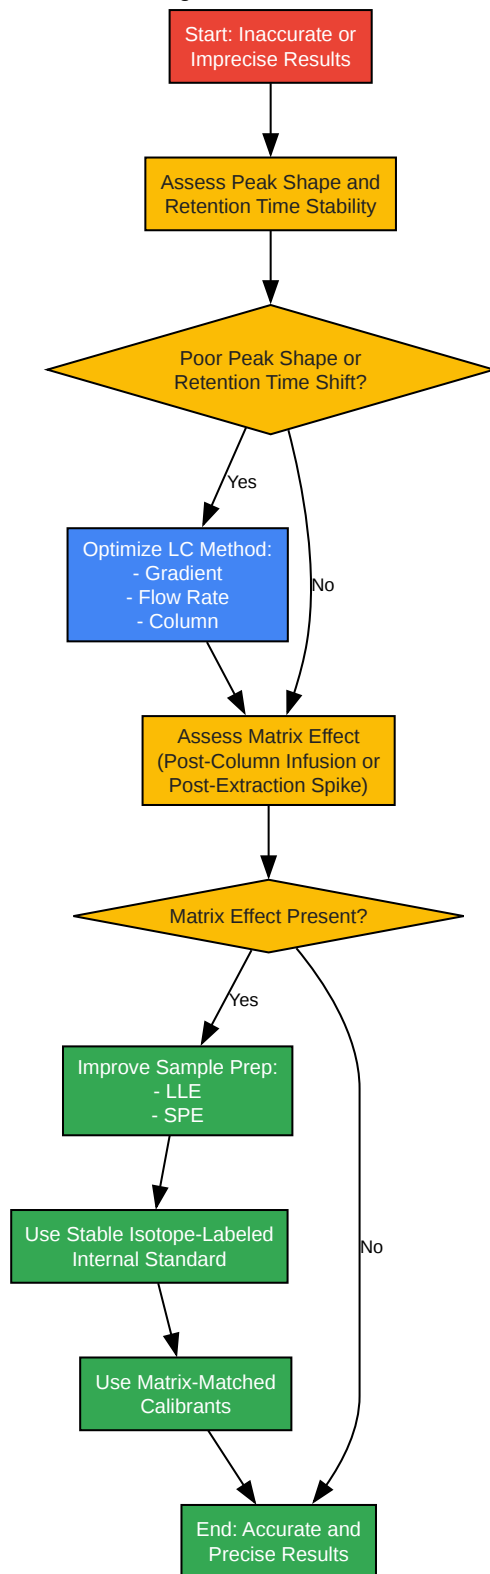 Start: Inaccurate or
Imprecise Results
Assess Peak Shape and
Retention Time Stability
Poor Peak Shape or
Retention Time Shift?
Yes
Optimize LC Method:
- Gradient
- Flow Rate
- Column
No
Assess Matrix Effect
(Post-Column Infusion or
Post-Extraction Spike)
Matrix Effect Present?
Yes
Improve Sample Prep:
- LLE
- SPE
Use Stable Isotope-Labeled
Internal Standard
No
Use Matrix-Matched
Calibrants
End: Accurate and
Precise Results